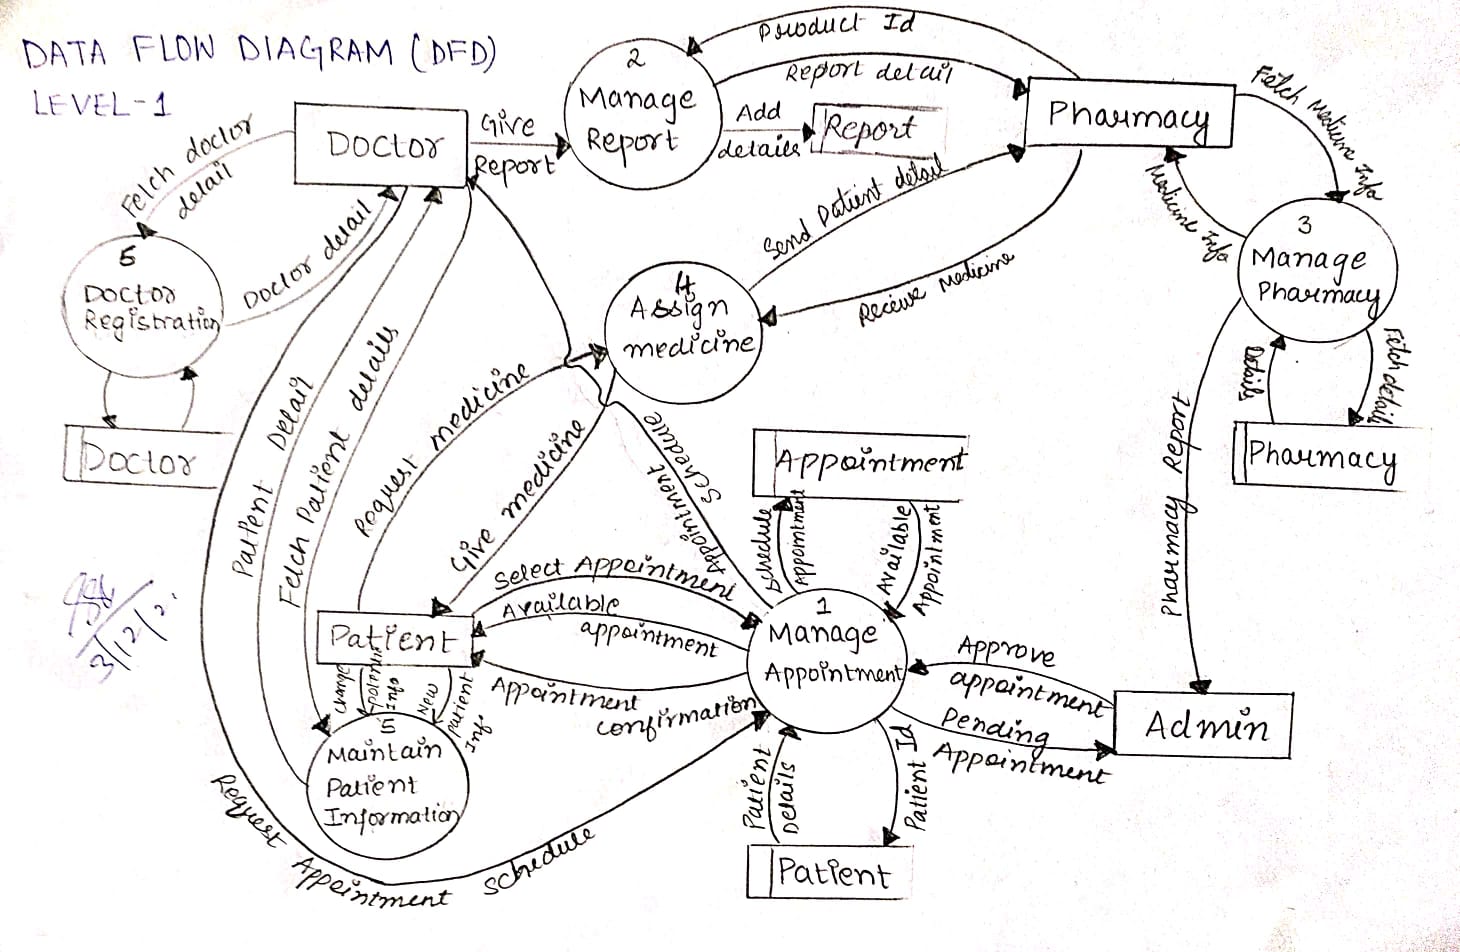 DATA FLOW DIAGRAM (DFD)
LEVEL-1
Doctor
Give
Report
2
Manage
Report
Product Id
Report detail
Add
details
Report
Pharmacy
Fetch Medicine Info
Medicine Info
3
Manage
Pharmacy
Details
Fetch detail
Pharmacy
Pharmacy Report
Fetch doctor
detail
5
Doctor
Registration
Doctor detail
Doctor
Send Patient detail
Receive Medicine
4
Assign
medicine
Patient Detail
Fetch Patient details
Request medicine
Give medicine
Appointment
Schedule
Appointment
Schedule
Appointment
Available
Appointment
Select Appointment
Available
appointment
Appointment
confirmation
Patient
Change
Info
New
Patient
Info
5
Maintain
Patient
Information
1
Manage
Appointment
Approve
appointment
Pending
Appointment
Admin
Patient
Details
Patient Id
Patient
Request Appointment Schedule
3/12/2